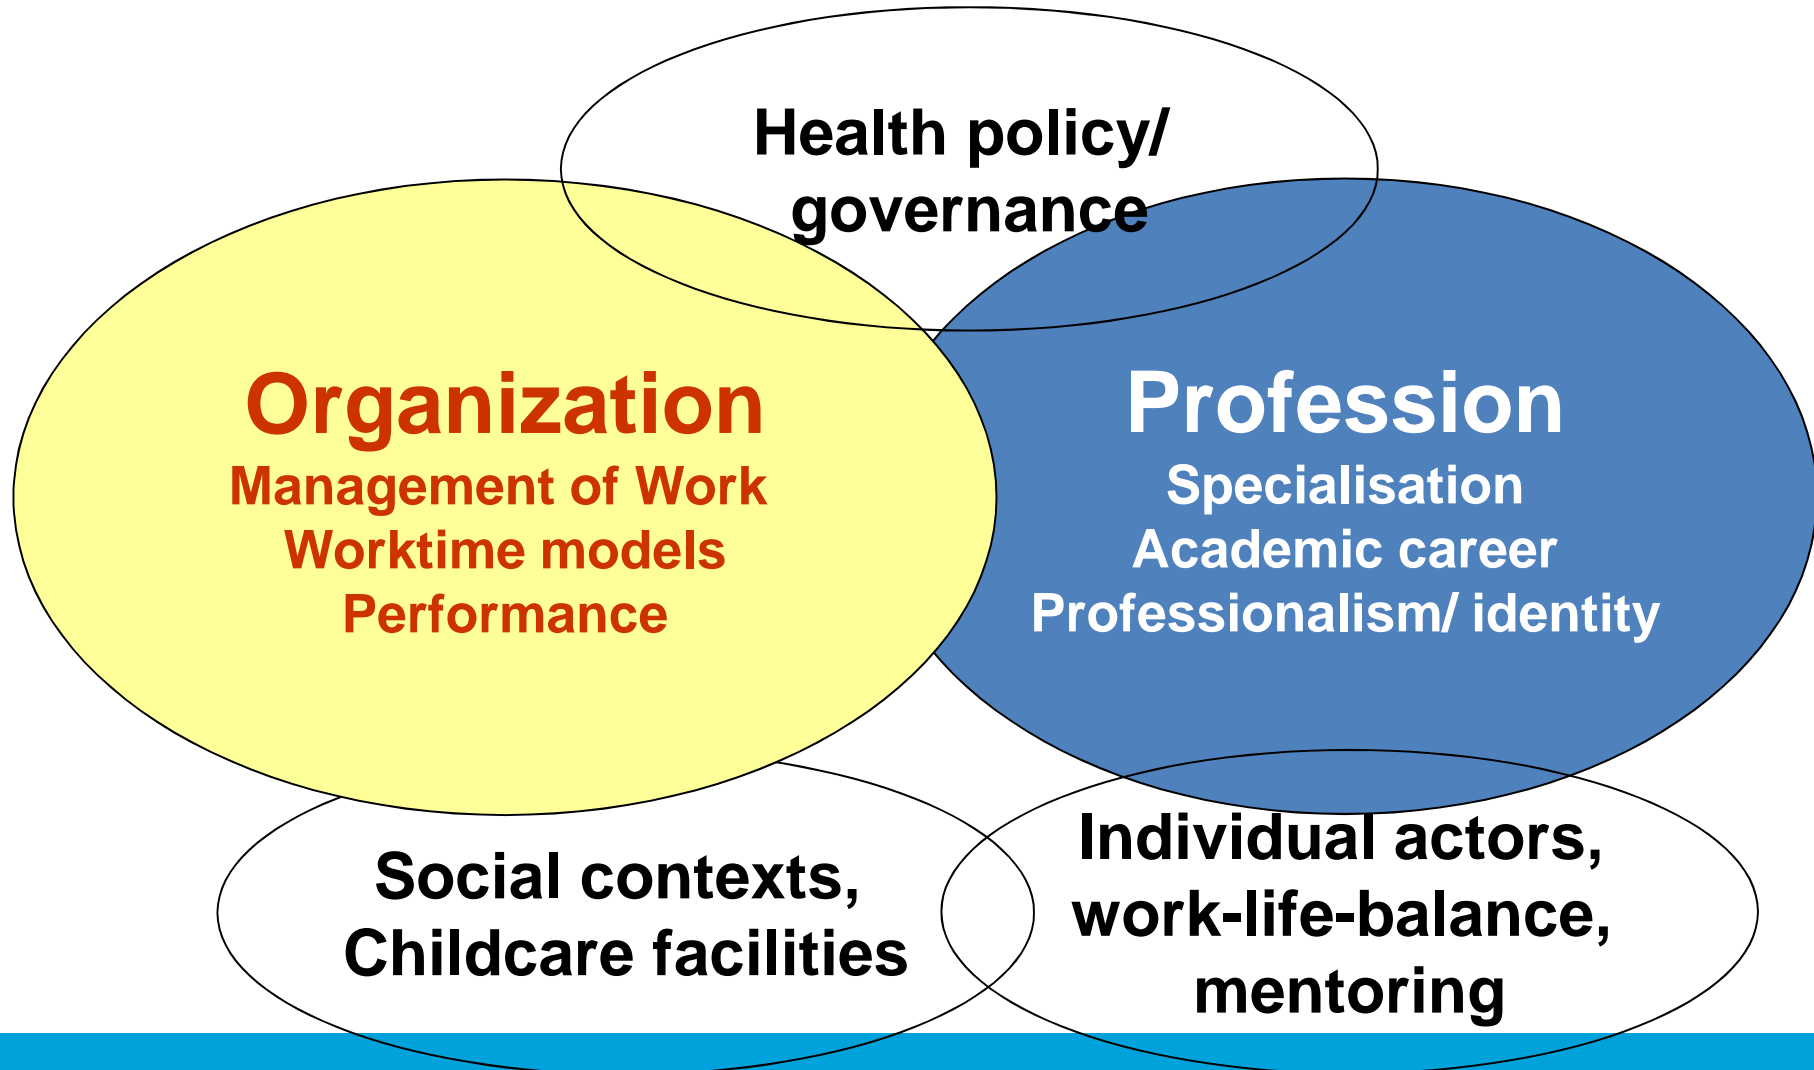 Health policy/
governance
Organization
Management of Work
Worktime models
Performance
Profession
Specialisation
Academic career
Professionalism/ identity
Social contexts,
Childcare facilities
Individual actors,
work-life-balance,
mentoring